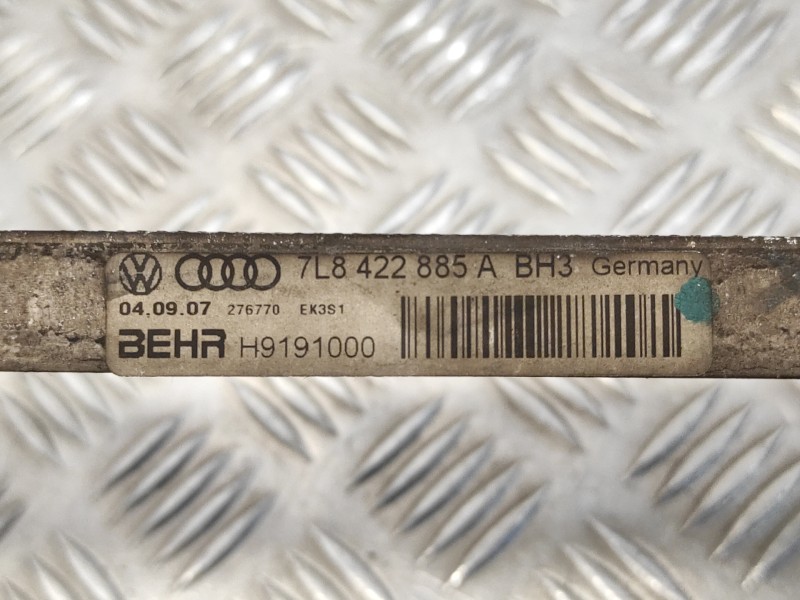 7L8 422 885 A BH3 Germany
04.09.07 276770 EK3S1
BEHR H9191000